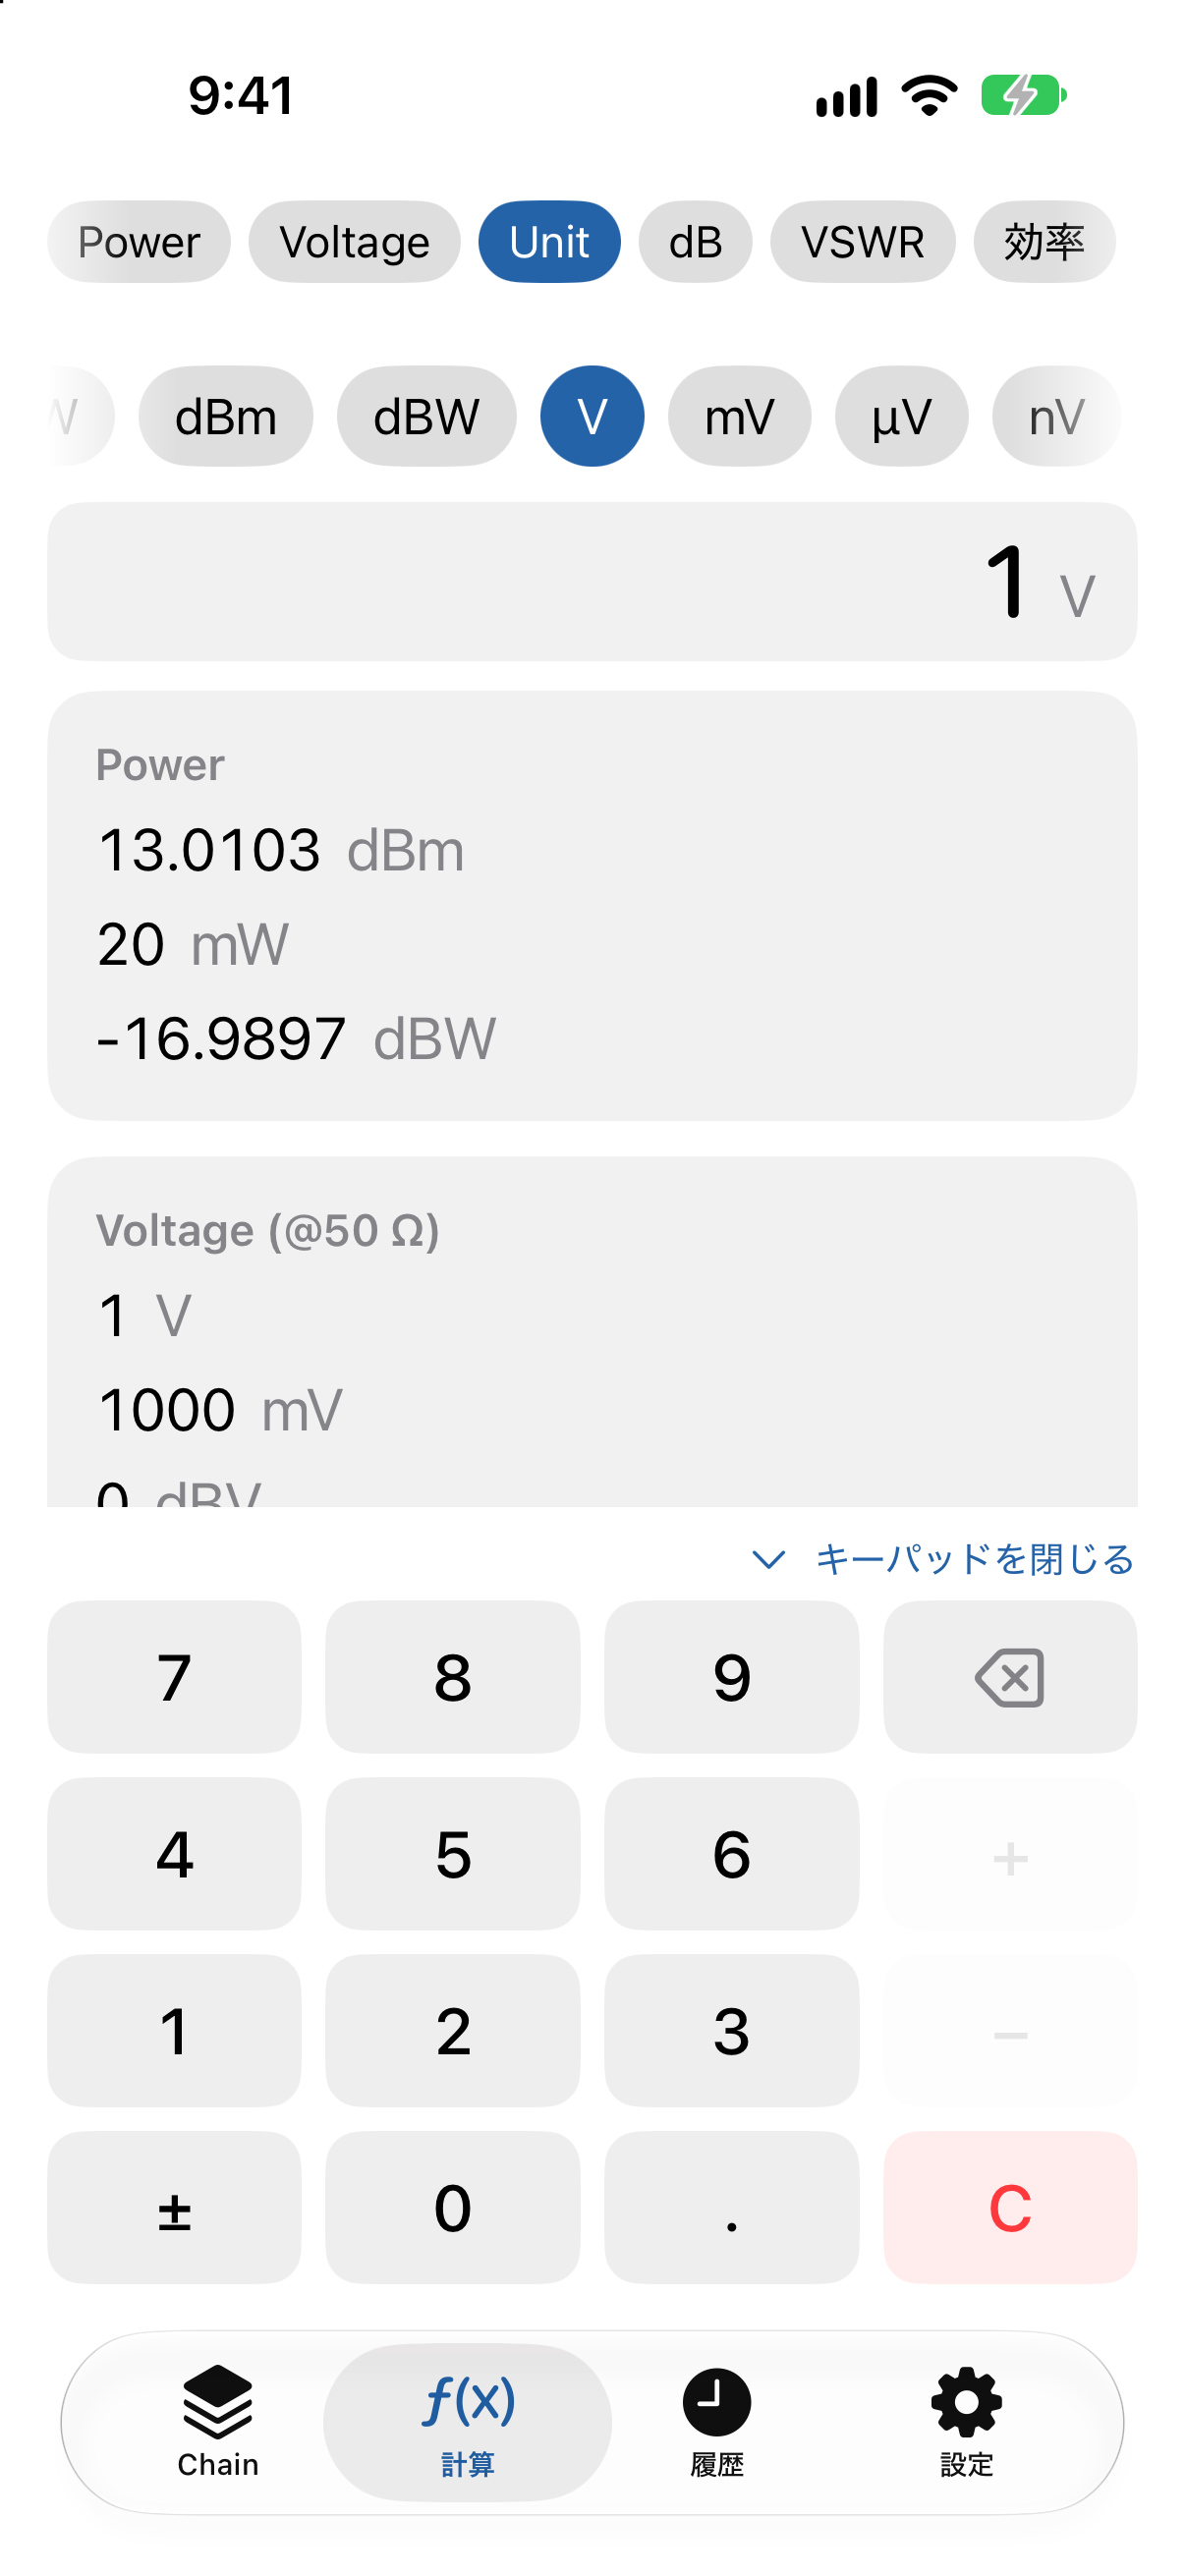 9:41
Power Voltage Unit dB VSWR 効率
W dBm dBW V mV µV nV
1 V
Power
13.0103 dBm
20 mW
-16.9897 dBW
Voltage (@50 Ω)
1 V
1000 mV
0 dBV
キーパッドを閉じる
7 8 9
4 5 6 +
1 2 3 −
± 0 . C
f(x)
Chain 計算 履歴 設定